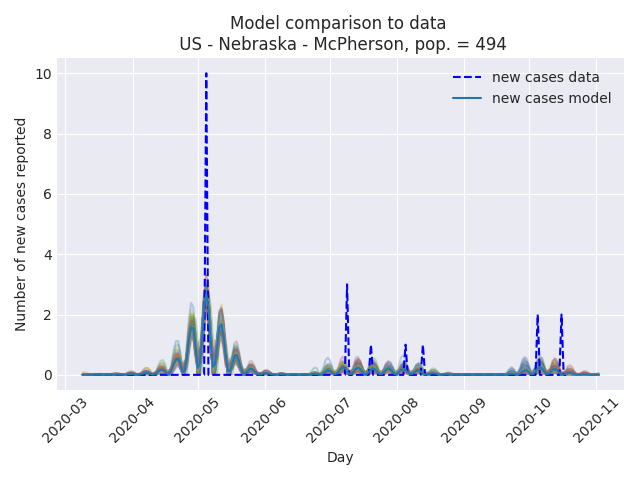 Model comparison to data
US - Nebraska - McPherson, pop. = 494
new cases data
new cases model
Number of new cases reported
10
8
6
4
2
0
2020-03
2020-04
2020-05
2020-06
2020-07
2020-08
2020-09
2020-10
2020-11
Day